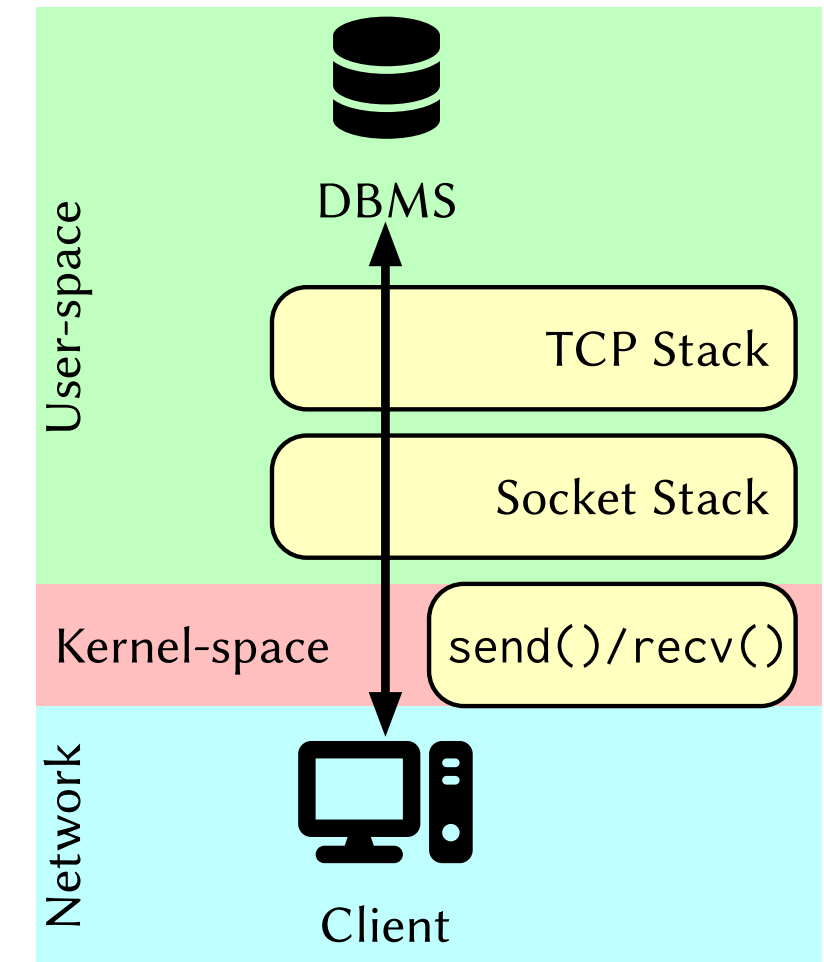 DBMS
User-space
TCP Stack
Socket Stack
Kernel-space
send()/recv()
Network
Client